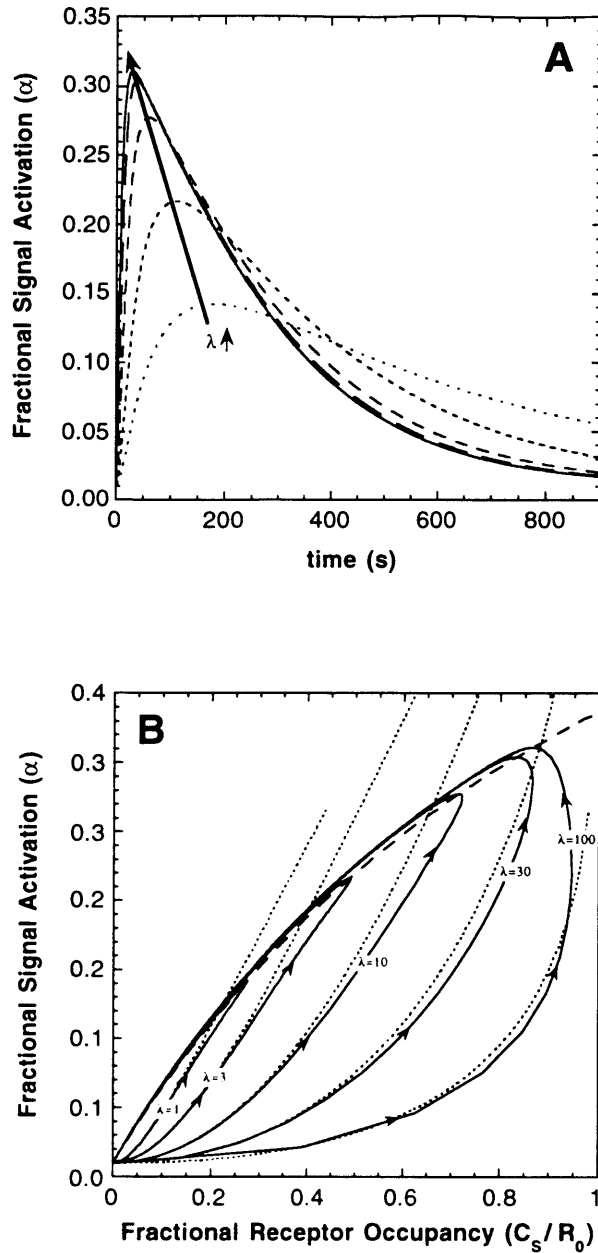 A
Fractional Signal Activation (α)
0.35
0.30
0.25
0.20
0.15
0.10
0.05
0.00
λ
0 200 400 600 800
time (s)
B
Fractional Signal Activation (α)
0.4
0.3
0.3
0.2
0.2
0.1
0.1
0.0
λ=100
λ=30
λ=10
λ=3
λ=1
0 0.2 0.4 0.6 0.8 1
Fractional Receptor Occupancy (C_S/R_0)